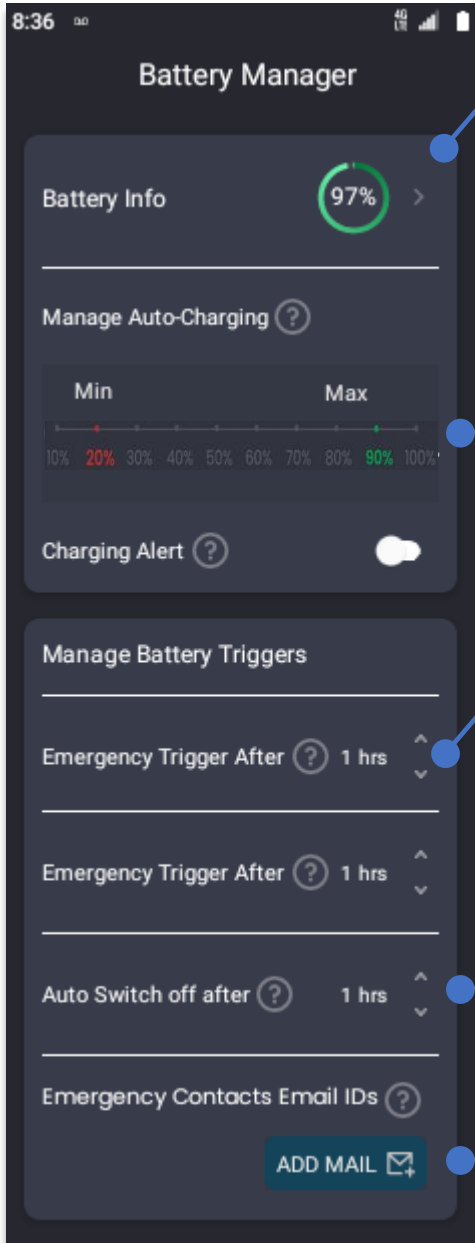 8:36
4G LTE
Battery Manager
Battery Info 97%
Manage Auto-Charging ?
Min Max
10% 20% 30% 40% 50% 60% 70% 80% 90% 100%
Charging Alert ?
Manage Battery Triggers
Emergency Trigger After ? 1 hrs
Emergency Trigger After ? 1 hrs
Auto Switch off after ? 1 hrs
Emergency Contacts Email IDs ?
ADD MAIL